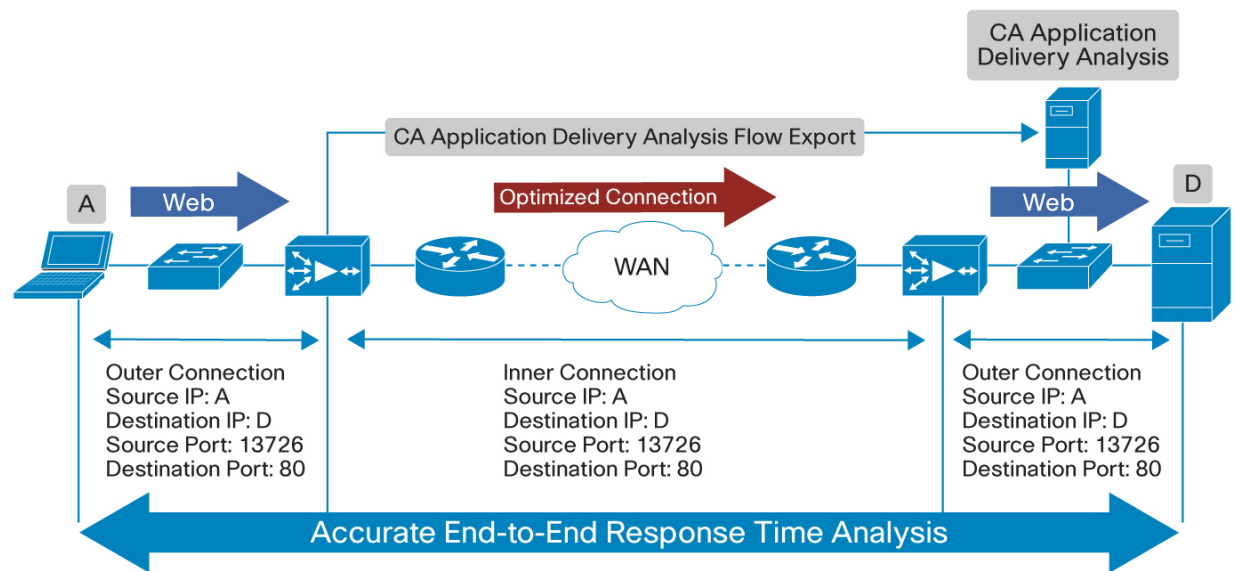 CA Application
Delivery Analysis
CA Application Delivery Analysis Flow Export
A
Web
Optimized Connection
Web
D
WAN
Outer Connection
Source IP: A
Destination IP: D
Source Port: 13726
Destination Port: 80
Inner Connection
Source IP: A
Destination IP: D
Source Port: 13726
Destination Port: 80
Outer Connection
Source IP: A
Destination IP: D
Source Port: 13726
Destination Port: 80
Accurate End-to-End Response Time Analysis